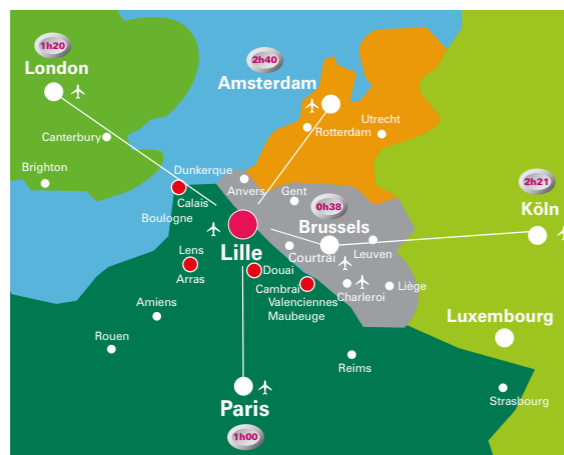 1h20
London
2h40
Amsterdam
Utrecht
Rotterdam
Canterbury
Brighton
Dunkerque
Calais
Boulogne
Anvers
Gent
0h38
Brussels
2h21
Köln
Lille
Courtrai
Leuven
Lens
Arras
Douai
Cambrai
Valenciennes
Maubeuge
Charleroi
Liège
Amiens
Luxembourg
Rouen
Reims
Strasbourg
Paris
1h00